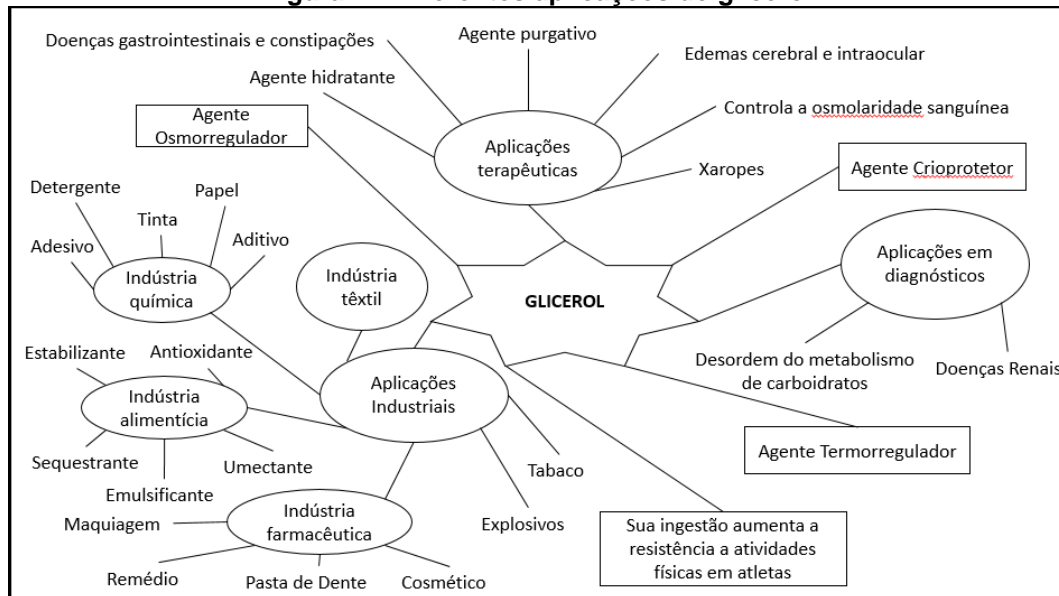 Doenças gastrointestinais e constipações
Agente purgativo
Edemas cerebral e intraocular
Agente hidratante
Controla a osmolaridade sanguínea
Agente
Osmorregulador
Aplicações
terapêuticas
Xaropes
Agente Crioprotetor
Detergente
Papel
Tinta
Adesivo
Aditivo
Indústria
química
Indústria
têxtil
GLICEROL
Aplicações em
diagnósticos
Desordem do metabolismo
de carboidratos
Doenças Renais
Estabilizante
Antioxidante
Indústria
alimentícia
Aplicações
Industriais
Sequestrante
Umectante
Emulsificante
Tabaco
Explosivos
Agente Termorregulador
Maquiagem
Indústria
farmacêutica
Remédio
Pasta de Dente
Cosmético
Sua ingestão aumenta a
resistência a atividades
físicas em atletas